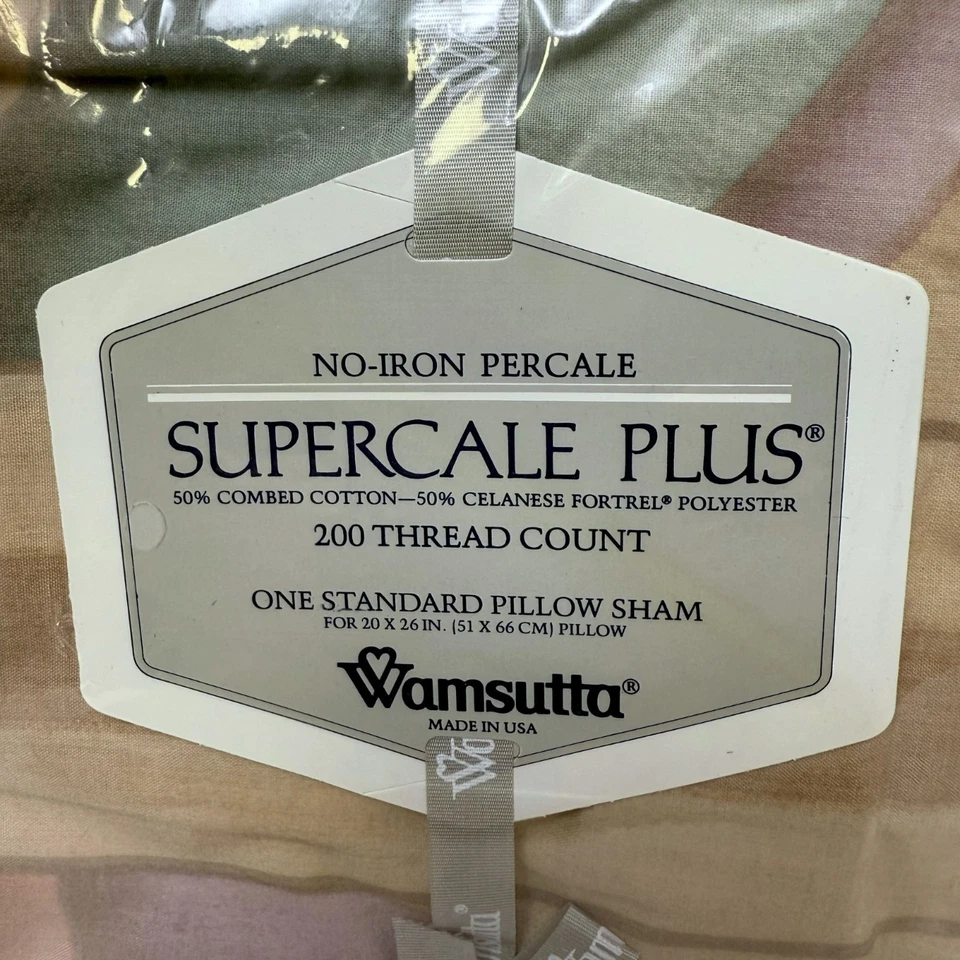 NO-IRON PERCALE
SUPERCALE PLUS®
50% COMBED COTTON—50% CELANESE FORTREL® POLYESTER
200 THREAD COUNT
ONE STANDARD PILLOW SHAM
FOR 20 X 26 IN. (51 X 66 CM) PILLOW
Wamsutta®
MADE IN USA